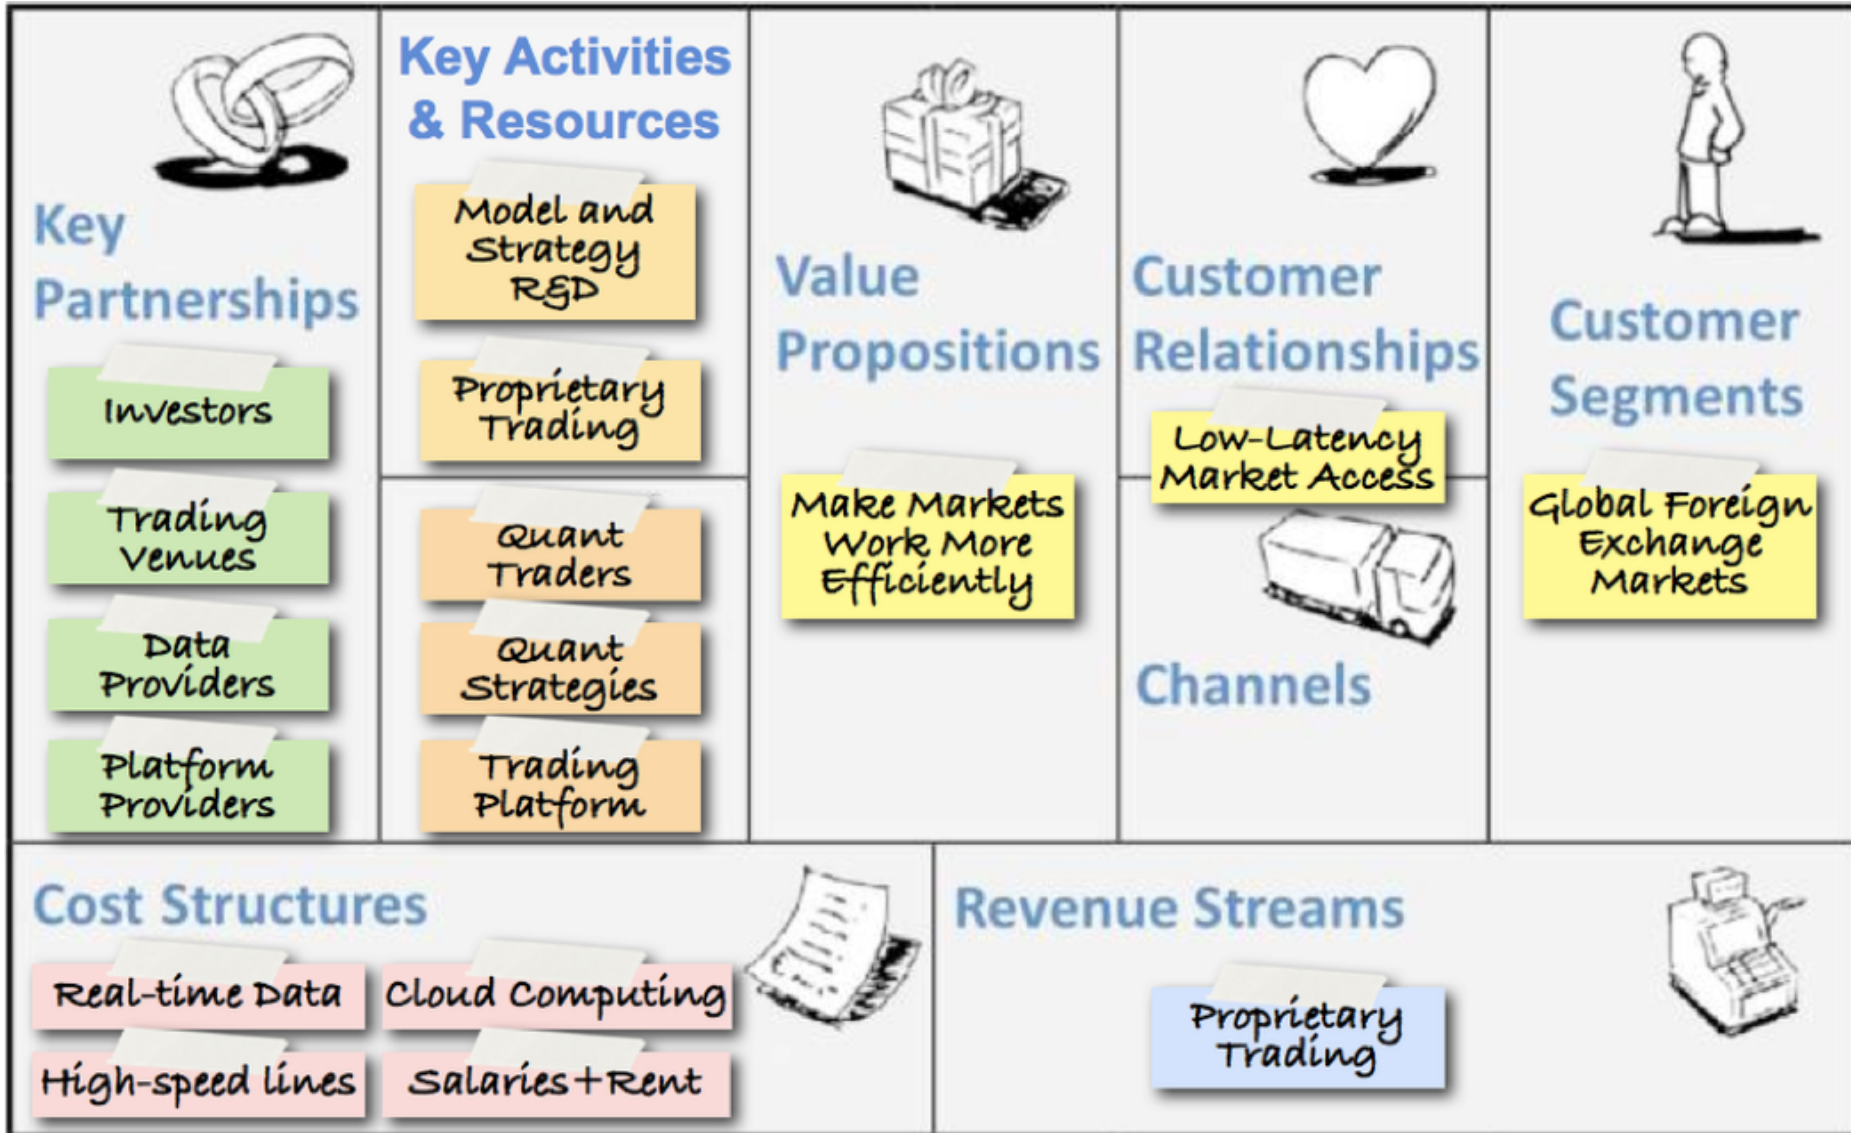 Key
Partnerships
Investors
Trading
Venues
Data
Providers
Platform
Providers
Key Activities
& Resources
Model and
Strategy
R&D
Proprietary
Trading
Quant
Traders
Quant
Strategies
Trading
Platform
Value
Propositions
Make Markets
Work More
Efficiently
Customer
Relationships
Low-Latency
Market Access
Channels
Customer
Segments
Global Foreign
Exchange
Markets
Cost Structures
Real-time Data
Cloud Computing
High-speed lines
Salaries+Rent
Revenue Streams
Proprietary
Trading